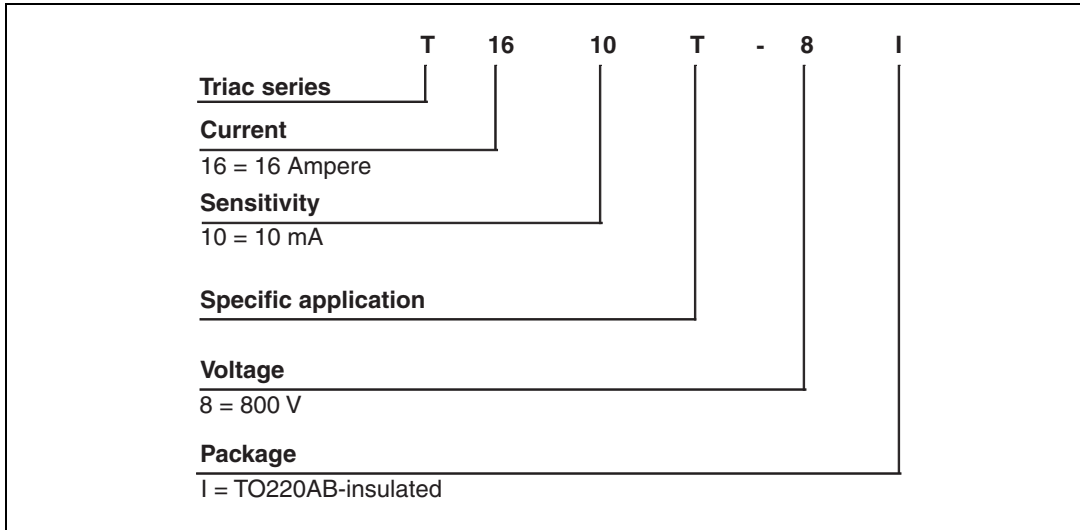 T 16 10 T - 8 I
Triac series
Current
16 = 16 Ampere
Sensitivity
10 = 10 mA
Specific application
Voltage
8 = 800 V
Package
I = TO220AB-insulated